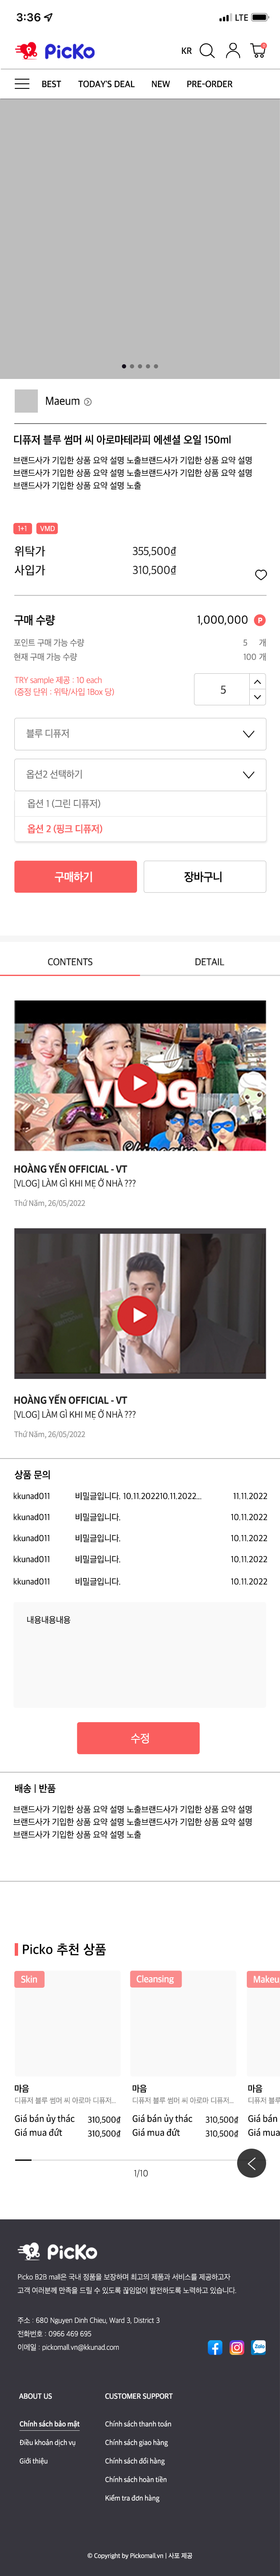 3:36
LTE
PicKo
KR
BEST TODAY'S DEAL NEW PRE-ORDER
Maeum
디퓨저 블루 썸머 씨 아로마테라피 에센셜 오일 150ml
브랜드사가 기입한 상품 요약 설명 노출브랜드사가 기입한 상품 요약 설명
브랜드사가 기입한 상품 요약 설명 노출브랜드사가 기입한 상품 요약 설명
브랜드사가 기입한 상품 요약 설명 노출
1+1 VMD
위탁가 355,500₫
사입가 310,500₫
구매 수량 1,000,000 P
포인트 구매 가능 수량 5 개
현재 구매 가능 수량 100 개
TRY sample 제공 : 10 each
(증정 단위 : 위탁/사입 1Box 당)
5
블루 디퓨저
옵션2 선택하기
옵션 1 (그린 디퓨저)
옵션 2 (핑크 디퓨저)
구매하기 장바구니
CONTENTS DETAIL
VLOG
HOÀNG YẾN OFFICIAL - VT
[VLOG] LÀM GÌ KHI MẸ Ở NHÀ ???
Thứ Năm, 26/05/2022
HOÀNG YẾN OFFICIAL - VT
[VLOG] LÀM GÌ KHI MẸ Ở NHÀ ???
Thứ Năm, 26/05/2022
상품 문의
kkunad011 비밀글입니다. 10.11.202210.11.2022... 11.11.2022
kkunad011 비밀글입니다. 10.11.2022
kkunad011 비밀글입니다. 10.11.2022
kkunad011 비밀글입니다. 10.11.2022
kkunad011 비밀글입니다. 10.11.2022
내용내용내용
수정
배송 | 반품
브랜드사가 기입한 상품 요약 설명 노출브랜드사가 기입한 상품 요약 설명
브랜드사가 기입한 상품 요약 설명 노출브랜드사가 기입한 상품 요약 설명
브랜드사가 기입한 상품 요약 설명 노출
Picko 추천 상품
Skin Cleansing Makeu
마음 마음 마음
디퓨저 블루 썸머 씨 아로마 디퓨저... 디퓨저 블루 썸머 씨 아로마 디퓨저... 디퓨저 블
Giá bán ủy thác 310,500₫ Giá bán ủy thác 310,500₫ Giá bán
Giá mua đứt 310,500₫ Giá mua đứt 310,500₫ Giá mua
1/10
PicKo
Picko B2B mall은 국내 정품을 보장하며 최고의 제품과 서비스를 제공하고자
고객 여러분께 만족을 드릴 수 있도록 끊임없이 발전하도록 노력하고 있습니다.
주소 : 680 Nguyen Dinh Chieu, Ward 3, District 3
전화번호 : 0966 469 695
이메일 : pickomall.vn@kkunad.com
Zalo
ABOUT US CUSTOMER SUPPORT
Chính sách bảo mật Chính sách thanh toán
Điều khoản dịch vụ Chính sách giao hàng
Giới thiệu Chính sách đổi hàng
Chính sách hoàn tiền
Kiểm tra đơn hàng
© Copyright by Pickomall.vn | 사포 제공